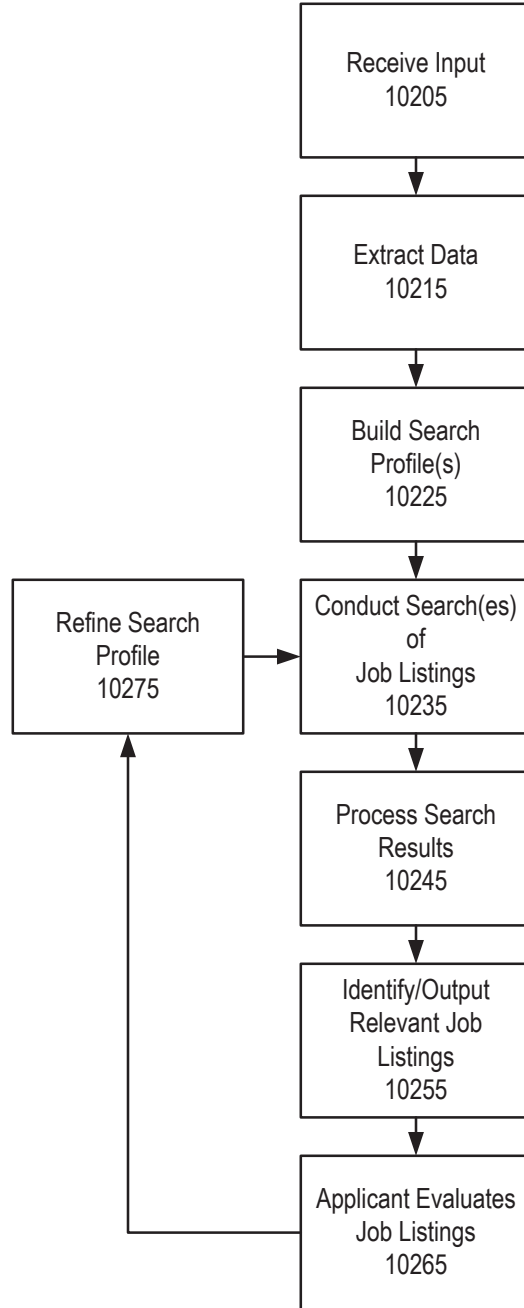 Receive Input
10205
Extract Data
10215
Build Search
Profile(s)
10225
Conduct Search(es)
of
Job Listings
10235
Refine Search
Profile
10275
Process Search
Results
10245
Identify/Output
Relevant Job
Listings
10255
Applicant Evaluates
Job Listings
10265